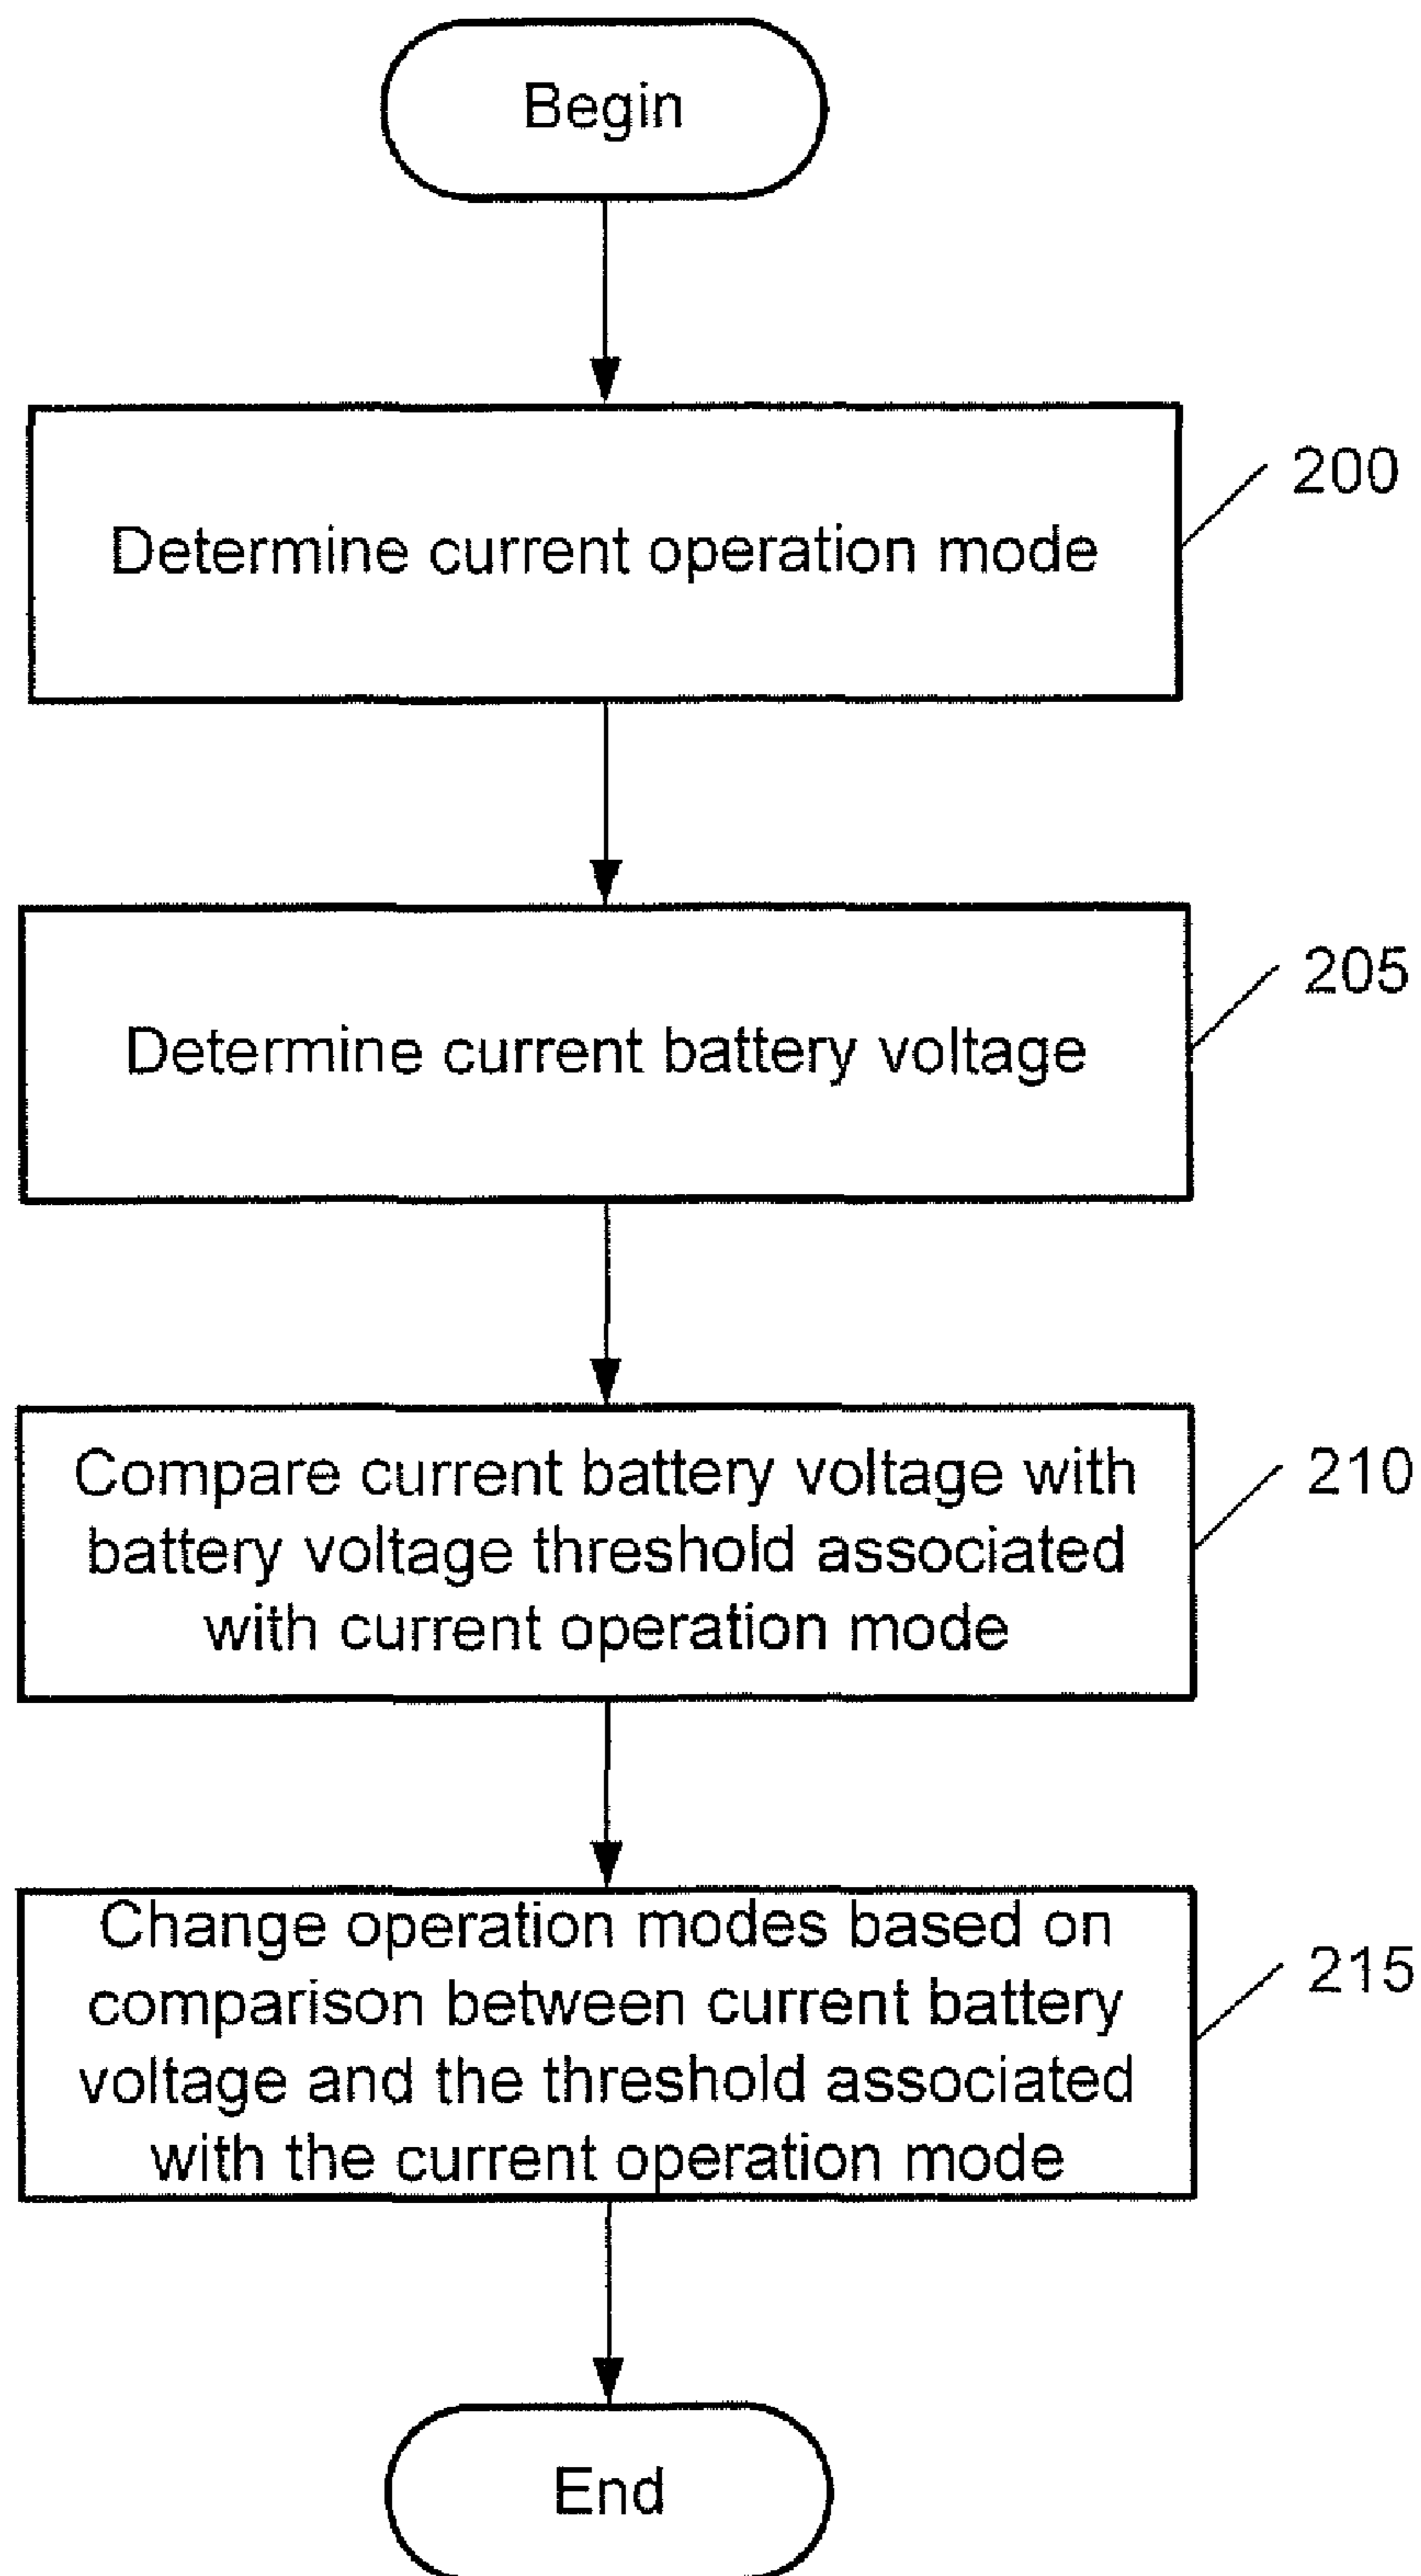 Begin
Determine current operation mode
200
Determine current battery voltage
205
Compare current battery voltage with
battery voltage threshold associated
with current operation mode
210
Change operation modes based on
comparison between current battery
voltage and the threshold associated
with the current operation mode
215
End